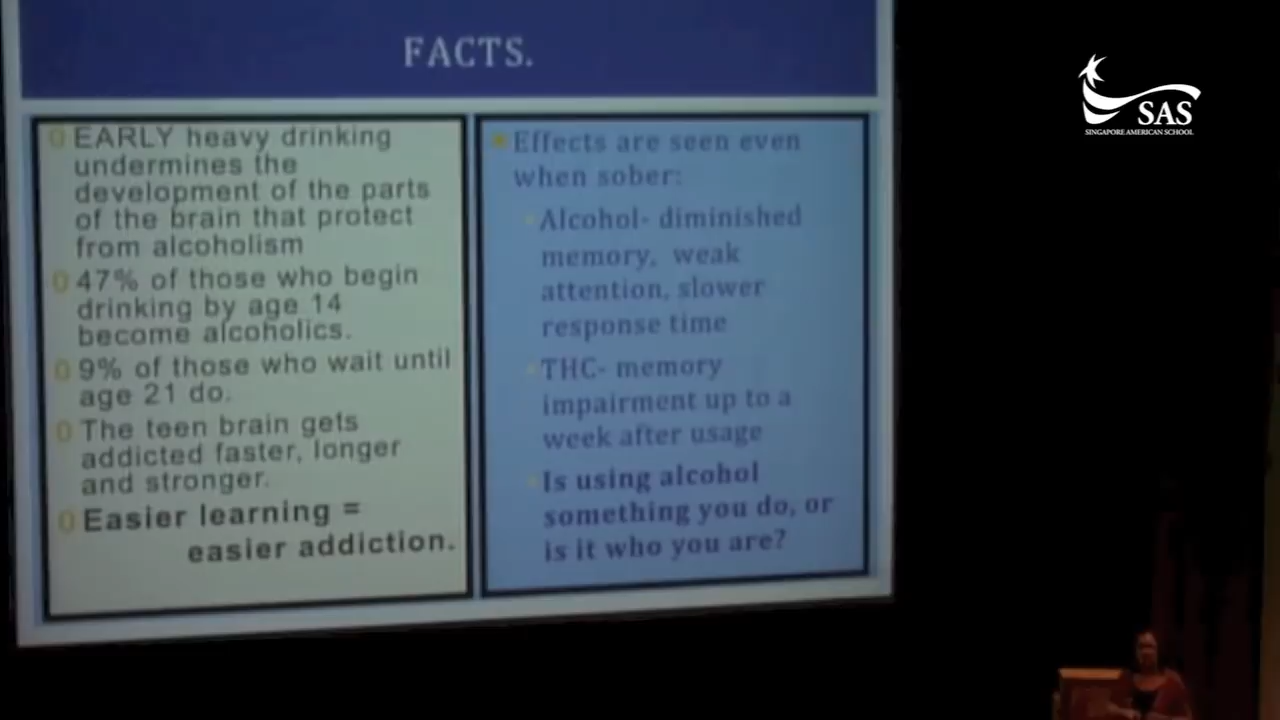 FACTS.
EARLY heavy drinking
undermines the
development of the parts
of the brain that protect
from alcoholism
47% of those who begin
drinking by age 14
become alcoholics.
9% of those who wait until
age 21 do.
The teen brain gets
addicted faster, longer
and stronger.
Easier learning =
easier addiction.
Effects are seen even
when sober:
Alcohol- diminished
memory, weak
attention, slower
response time
THC- memory
impairment up to a
week after usage
Is using alcohol
something you do, or
is it who you are?
SAS
SINGAPORE AMERICAN SCHOOL